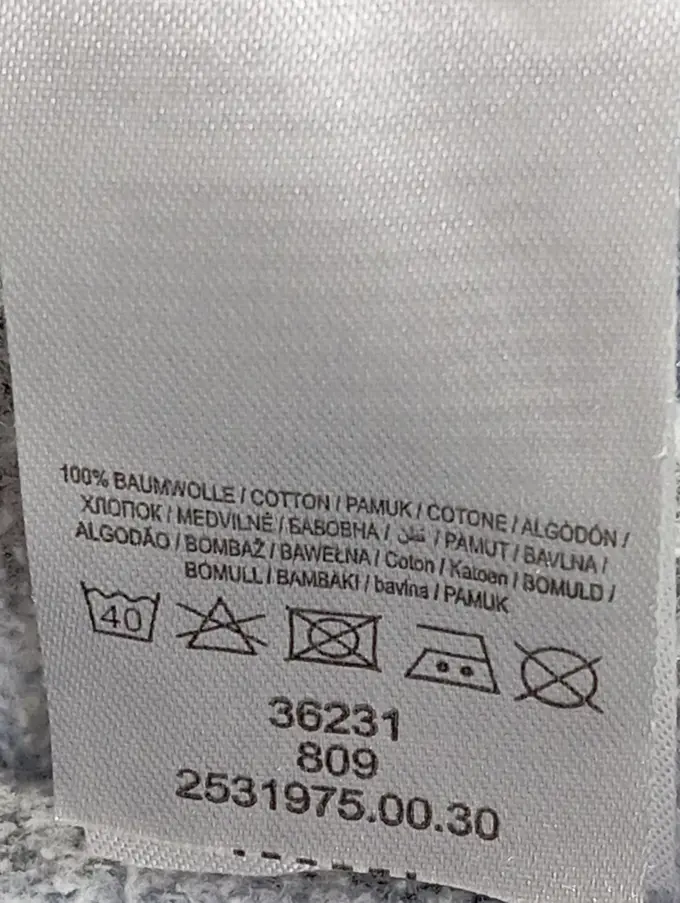 100% BAUMWOLLE / COTTON / PAMUK / COTONE / ALGODÓN /
ХЛОПОК / MEDVILNĖ / БАВОВНА / قطن / PAMUT / BAVLNA /
ALGODÃO / BOMBAŽ / BAWEŁNA / Coton / Katoen / BOMULD /
BOMULL / BAMBAKI / bavlna / PAMUK
40
36231
809
2531975.00.30